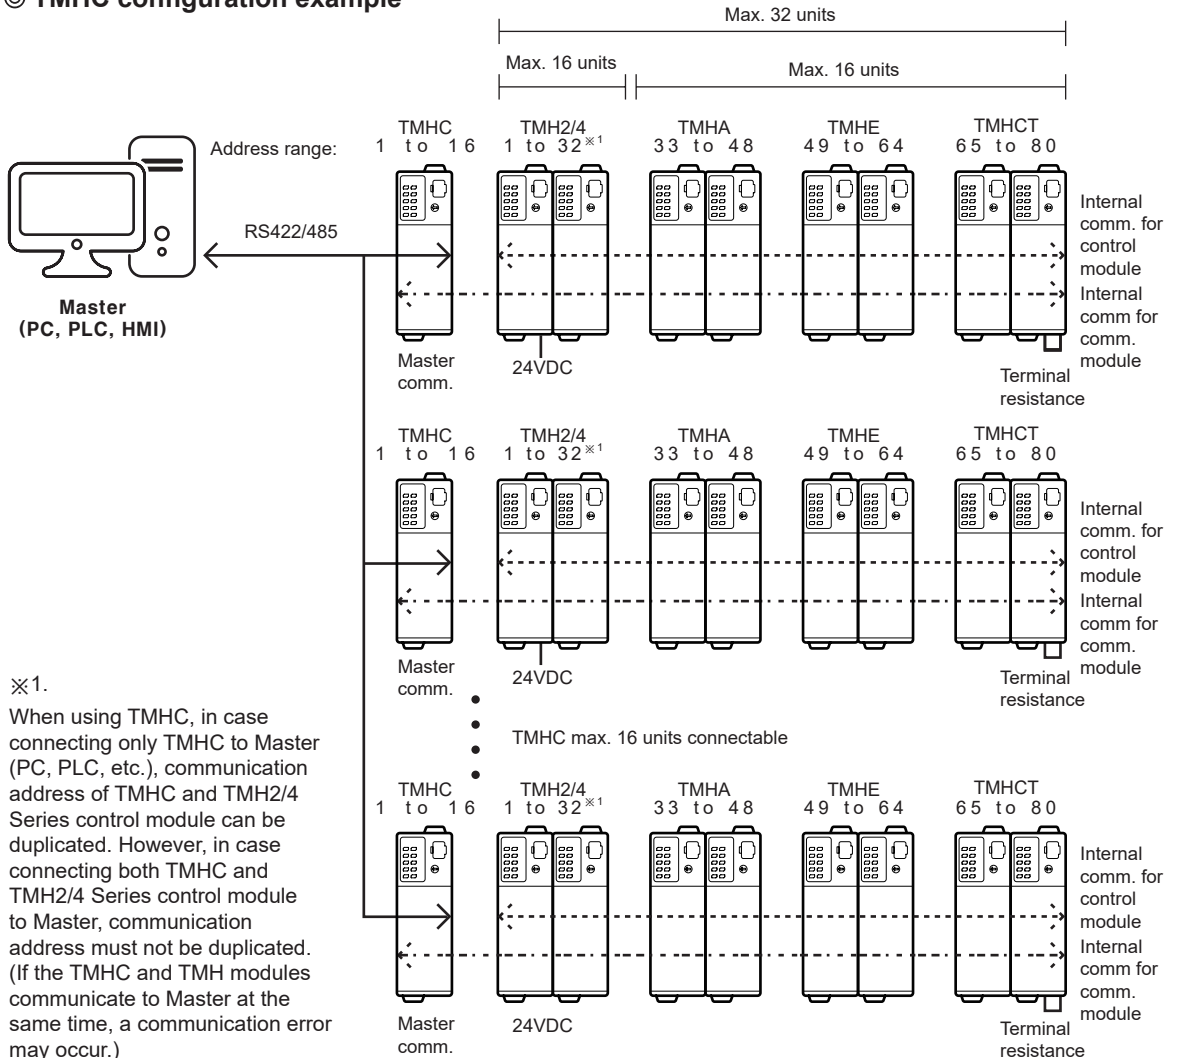 ◎ TMHC configuration example
Max. 32 units
Max. 16 units
Max. 16 units
Address range:
TMHC
1 to 16
TMH2/4
1 to 32※1
TMHA
33 to 48
TMHE
49 to 64
TMHCT
65 to 80
RS422/485
Master
(PC, PLC, HMI)
Internal
comm. for
control
module
Internal
comm for
comm.
module
Master
comm.
24VDC
Terminal
resistance
TMHC
1 to 16
TMH2/4
1 to 32※1
TMHA
33 to 48
TMHE
49 to 64
TMHCT
65 to 80
Internal
comm. for
control
module
Internal
comm for
comm.
module
Master
comm.
24VDC
Terminal
resistance
TMHC max. 16 units connectable
TMHC
1 to 16
TMH2/4
1 to 32※1
TMHA
33 to 48
TMHE
49 to 64
TMHCT
65 to 80
Internal
comm. for
control
module
Internal
comm for
comm.
module
Master
comm.
24VDC
Terminal
resistance
※1.
When using TMHC, in case
connecting only TMHC to Master
(PC, PLC, etc.), communication
address of TMHC and TMH2/4
Series control module can be
duplicated. However, in case
connecting both TMHC and
TMH2/4 Series control module
to Master, communication
address must not be duplicated.
(If the TMHC and TMH modules
communicate to Master at the
same time, a communication error
may occur.)